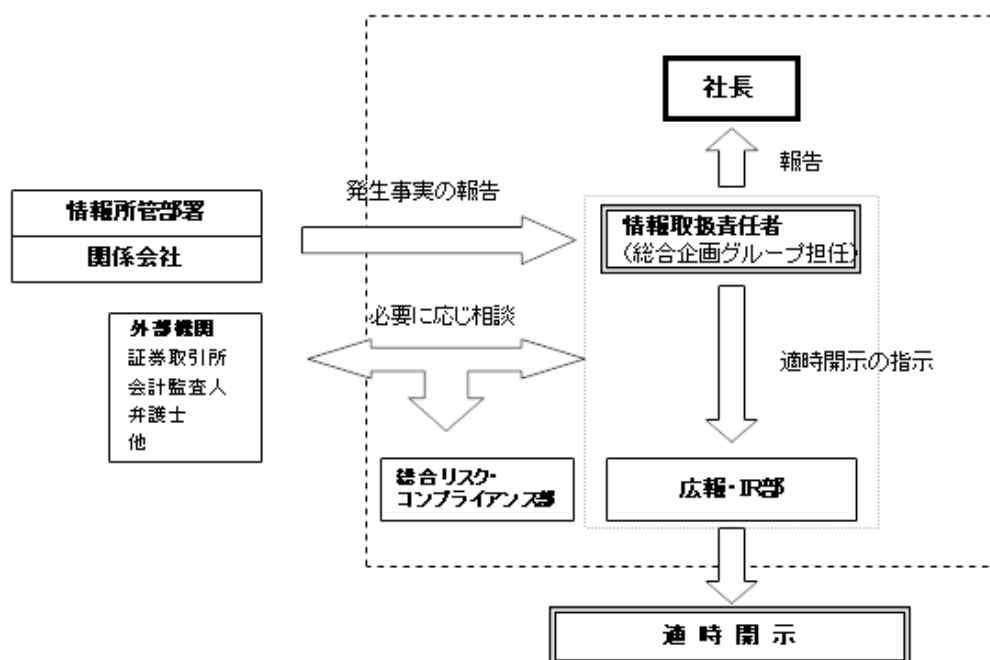 社長
報告
発生事実の報告
情報所管部署
関係会社
情報取扱責任者
（総合企画グループ担任）
必要に応じ相談
外部機関
証券取引所
会計監査人
弁護士
他
適時開示の指示
総合リスク・
コンプライアンス部
広報・IR部
適時開示